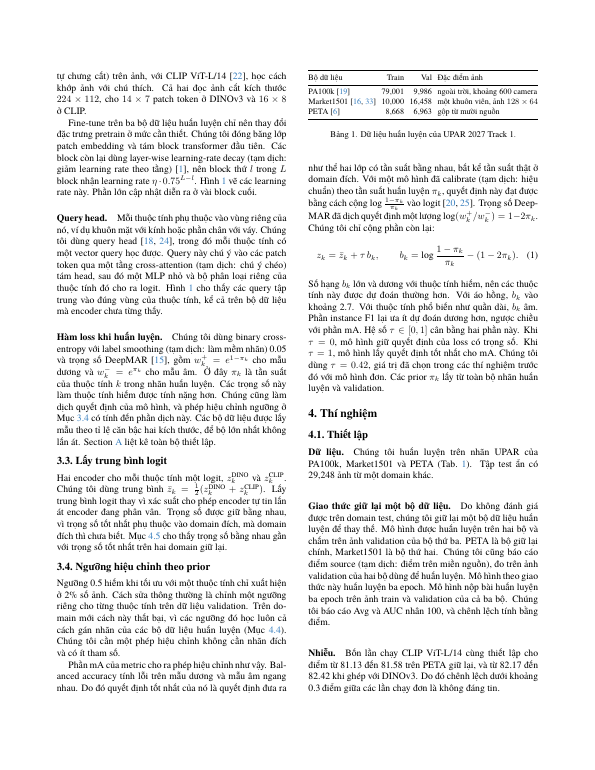 tự chưng cất) trên ảnh, với CLIP ViT-L/14 [22], học cách
khớp ảnh với chú thích. Cả hai đọc ảnh cắt kích thước
224 × 112, cho 14 × 7 patch token ở DINOv3 và 16 × 8
ở CLIP.
Fine-tune trên ba bộ dữ liệu huấn luyện chỉ nên thay đổi
đặc trưng pretrain ở mức cần thiết. Chúng tôi đóng băng lớp
patch embedding và tám block transformer đầu tiên. Các
block còn lại dùng layer-wise learning-rate decay (tạm dịch:
giảm learning rate theo tầng) [1], nên block thứ l trong L
block nhận learning rate η · 0.75^{L−l}. Hình 1 vẽ các learning
rate này. Phần lớn cập nhật diễn ra ở vài block cuối.
Query head. Mỗi thuộc tính phụ thuộc vào vùng riêng của
nó, ví dụ khuôn mặt với kính hoặc phần chân với váy. Chúng
tôi dùng query head [18, 24], trong đó mỗi thuộc tính có
một vector query học được. Query này chú ý vào các patch
token qua một tầng cross-attention (tạm dịch: chú ý chéo)
tám head, sau đó một MLP nhỏ và bộ phân loại riêng của
thuộc tính đó cho ra logit. Hình 1 cho thấy các query tập
trung vào đúng vùng của thuộc tính, kể cả trên bộ dữ liệu
mà encoder chưa từng thấy.
Hàm loss khi huấn luyện. Chúng tôi dùng binary cross-
entropy với label smoothing (tạm dịch: làm mềm nhãn) 0.05
và trọng số DeepMAR [15], gồm w_k^+ = e^{1−π_k} cho mẫu
dương và w_k^− = e^{π_k} cho mẫu âm. Ở đây π_k là tần suất
của thuộc tính k trong nhãn huấn luyện. Các trọng số này
làm thuộc tính hiếm được tính nặng hơn. Chúng cũng làm
dịch quyết định của mô hình, và phép hiệu chỉnh ngưỡng ở
Mục 3.4 có tính đến phần dịch này. Các bộ dữ liệu được lấy
mẫu theo tỉ lệ căn bậc hai kích thước, để bộ lớn nhất không
lấn át. Section A liệt kê toàn bộ thiết lập.
3.3. Lấy trung bình logit
Hai encoder cho mỗi thuộc tính một logit, z_k^{DINO} và z_k^{CLIP}.
Chúng tôi dùng trung bình z̄_k = ½(z_k^{DINO} + z_k^{CLIP}). Lấy
trung bình logit thay vì xác suất cho phép encoder tự tin lấn
át encoder đang phân vân. Trọng số được giữ bằng nhau,
vì trọng số tốt nhất phụ thuộc vào domain đích, mà domain
đích thì chưa biết. Mục 4.5 cho thấy trọng số bằng nhau gần
với trọng số tốt nhất trên hai domain giữ lại.
3.4. Ngưỡng hiệu chỉnh theo prior
Ngưỡng 0.5 hiếm khi tối ưu với một thuộc tính chỉ xuất hiện
ở 2% số ảnh. Cách sửa thông thường là chỉnh một ngưỡng
riêng cho từng thuộc tính trên dữ liệu validation. Trên do-
main mới cách này thất bại, vì các ngưỡng đó học luôn cả
cách gán nhãn của các bộ dữ liệu huấn luyện (Mục 4.4).
Chúng tôi cần một phép hiệu chỉnh không cần nhãn đích
và có ít tham số.
Phần mA của metric cho ra phép hiệu chỉnh như vậy. Bal-
anced accuracy tính lỗi trên mẫu dương và mẫu âm ngang
nhau. Do đó quyết định tốt nhất của nó là quyết định đưa ra
Bộ dữ liệu Train Val Đặc điểm ảnh
PA100k [19] 79,001 9,986 ngoài trời, khoảng 600 camera
Market1501 [16, 33] 10,000 16,458 một khuôn viên, ảnh 128 × 64
PETA [6] 8,668 6,963 gộp từ mười nguồn
Bảng 1. Dữ liệu huấn luyện của UPAR 2027 Track 1.
như thể hai lớp có tần suất bằng nhau, bất kể tần suất thật ở
domain đích. Với một mô hình đã calibrate (tạm dịch: hiệu
chuẩn) theo tần suất huấn luyện π_k, quyết định này đạt được
bằng cách cộng log (1−π_k)/π_k vào logit [20, 25]. Trọng số Deep-
MAR đã dịch quyết định một lượng log(w_k^+/w_k^−) = 1−2π_k.
Chúng tôi chỉ cộng phần còn lại:
z_k = z̄_k + τ b_k, b_k = log (1 − π_k)/π_k − (1 − 2π_k). (1)
Số hạng b_k lớn và dương với thuộc tính hiếm, nên các thuộc
tính này được dự đoán thường hơn. Với áo hồng, b_k vào
khoảng 2.7. Với thuộc tính phổ biến như quần dài, b_k âm.
Phần instance F1 lại ưa ít dự đoán dương hơn, ngược chiều
với phần mA. Hệ số τ ∈ [0, 1] cân bằng hai phần này. Khi
τ = 0, mô hình giữ quyết định của loss có trọng số. Khi
τ = 1, mô hình lấy quyết định tốt nhất cho mA. Chúng tôi
dùng τ = 0.42, giá trị đã chọn trong các thí nghiệm trước
đó với mô hình đơn. Các prior π_k lấy từ toàn bộ nhãn huấn
luyện và validation.
4. Thí nghiệm
4.1. Thiết lập
Dữ liệu. Chúng tôi huấn luyện trên nhãn UPAR của
PA100k, Market1501 và PETA (Tab. 1). Tập test ẩn có
29,248 ảnh từ một domain khác.
Giao thức giữ lại một bộ dữ liệu. Do không đánh giá
được trên domain test, chúng tôi giữ lại một bộ dữ liệu huấn
luyện để thay thế. Mô hình được huấn luyện trên hai bộ và
chấm trên ảnh validation của bộ thứ ba. PETA là bộ giữ lại
chính, Market1501 là bộ thứ hai. Chúng tôi cũng báo cáo
điểm source (tạm dịch: điểm trên miền nguồn), đo trên ảnh
validation của hai bộ dùng để huấn luyện. Mô hình theo giao
thức này huấn luyện ba epoch. Mô hình nộp bài huấn luyện
ba epoch trên ảnh train và validation của cả ba bộ. Chúng
tôi báo cáo Avg và AUC nhân 100, và chênh lệch tính bằng
điểm.
Nhiễu. Bốn lần chạy CLIP ViT-L/14 cùng thiết lập cho
điểm từ 81.13 đến 81.58 trên PETA giữ lại, và từ 82.17 đến
82.42 khi ghép với DINOv3. Do đó chênh lệch dưới khoảng
0.3 điểm giữa các lần chạy đơn là không đáng tin.